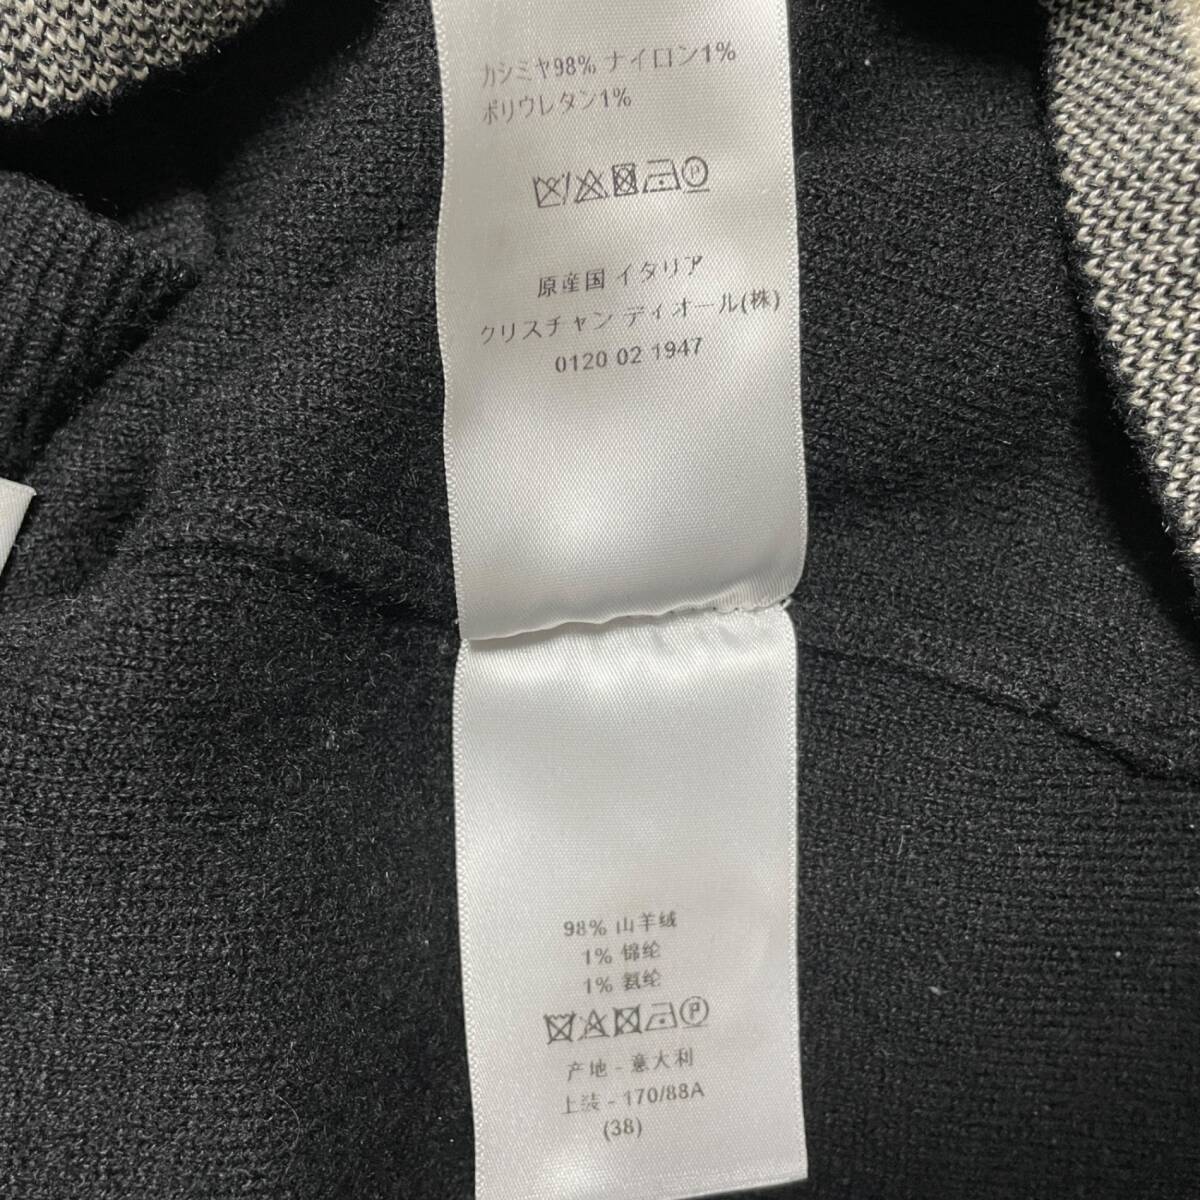 カシミヤ98% ナイロン1%
ポリウレタン1%
P
原産国 イタリア
クリスチャン ディオール(株)
0120 02 1947
98% 山羊绒
1% 锦纶
1% 氨纶
P
产地 - 意大利
上装 - 170/88A
(38)